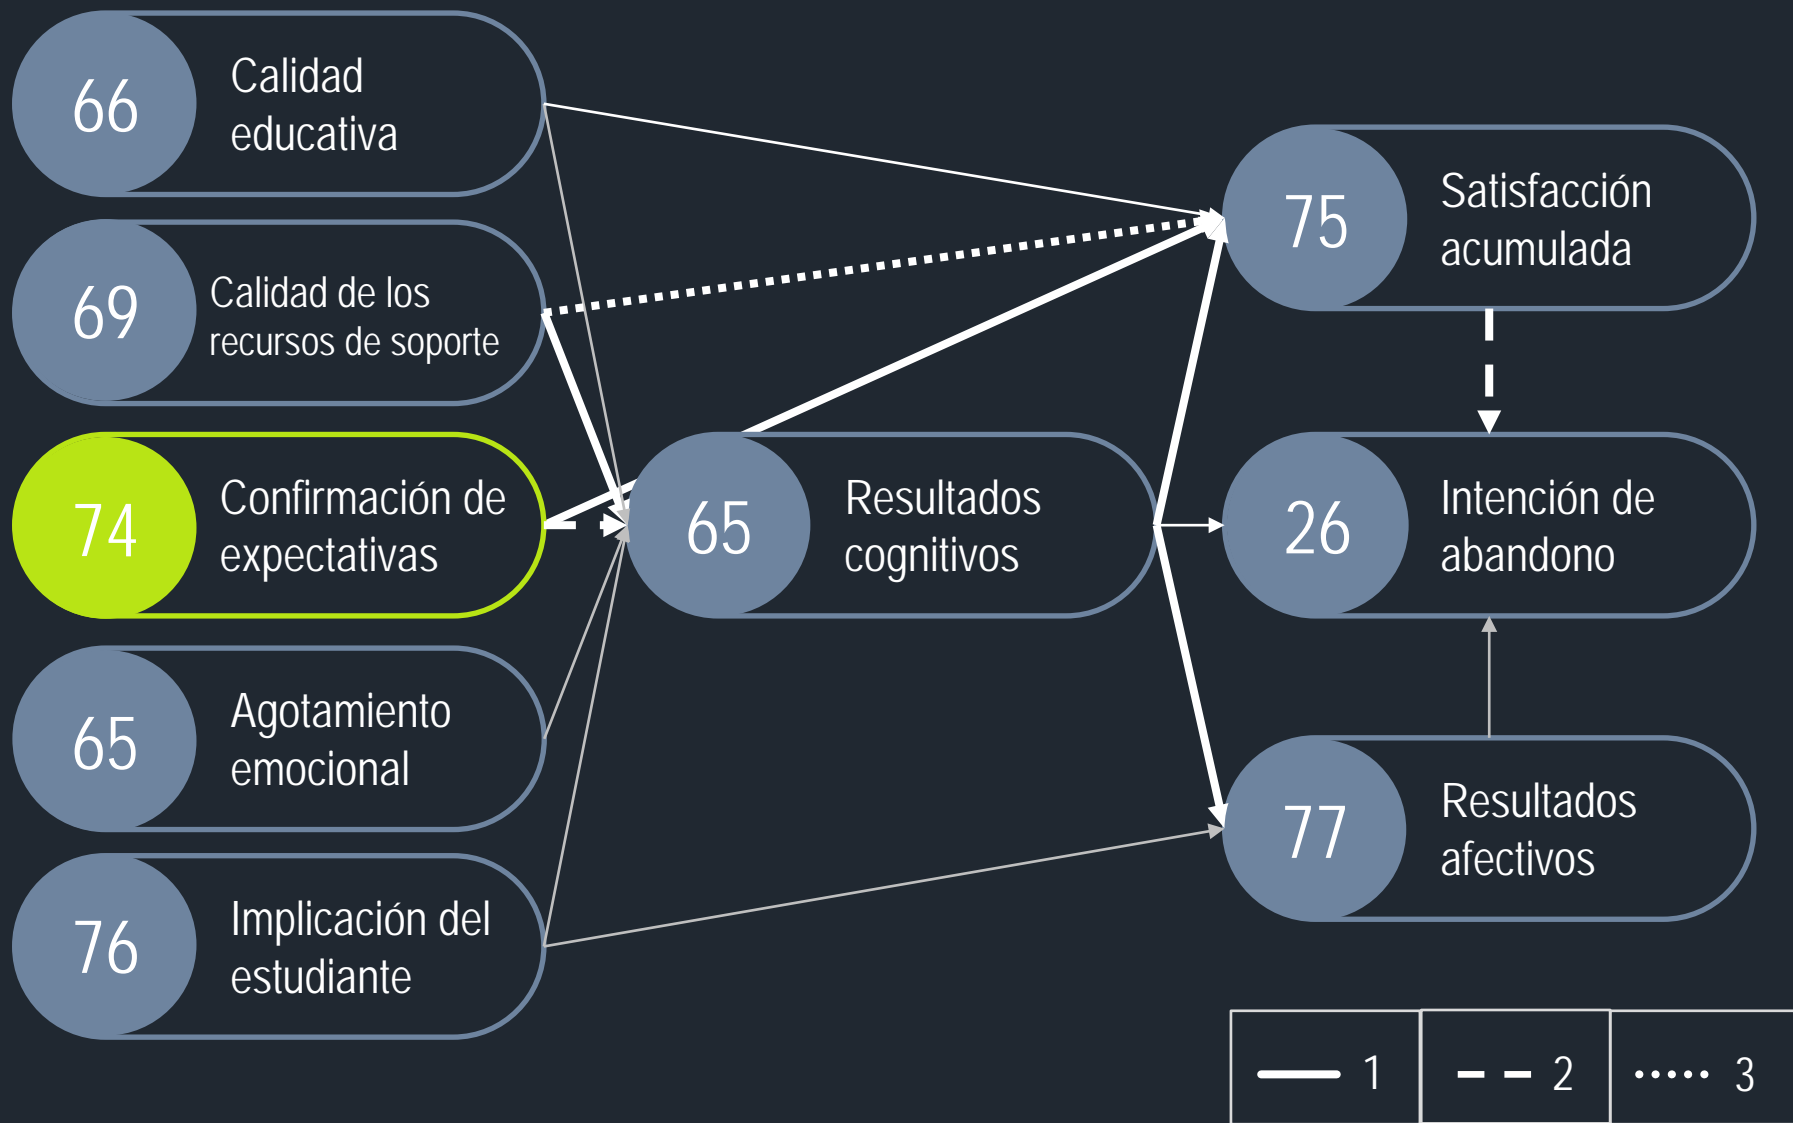 66
Calidad
educativa
69
Calidad de los
recursos de soporte
74
Confirmación de
expectativas
65
Agotamiento
emocional
76
Implicación del
estudiante
65
Resultados
cognitivos
75
Satisfacción
acumulada
26
Intención de
abandono
77
Resultados
afectivos
1
2
3